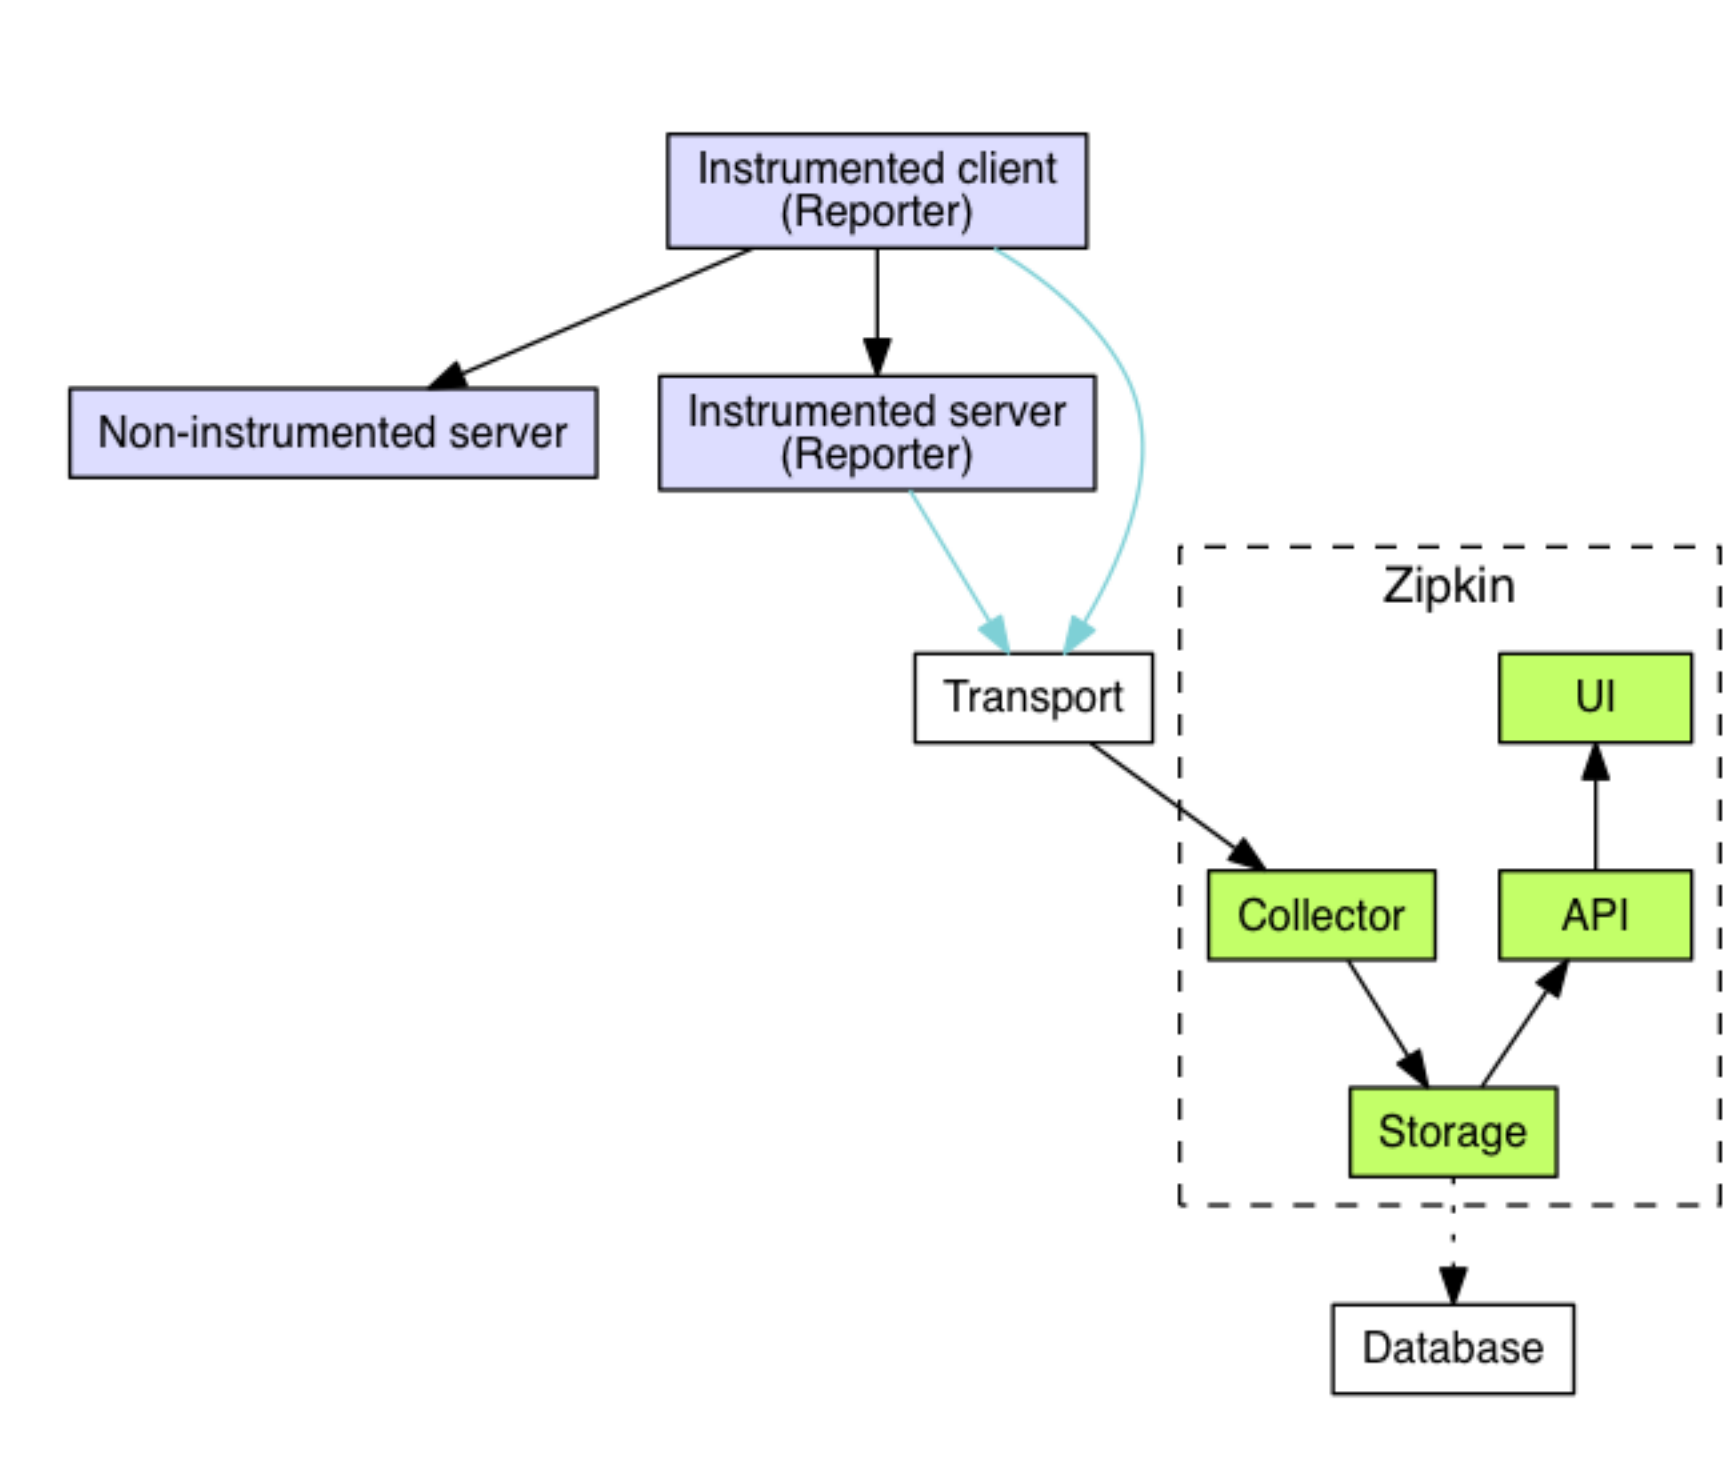 Instrumented client
(Reporter)
Non-instrumented server
Instrumented server
(Reporter)
Zipkin
Transport
UI
Collector
API
Storage
Database